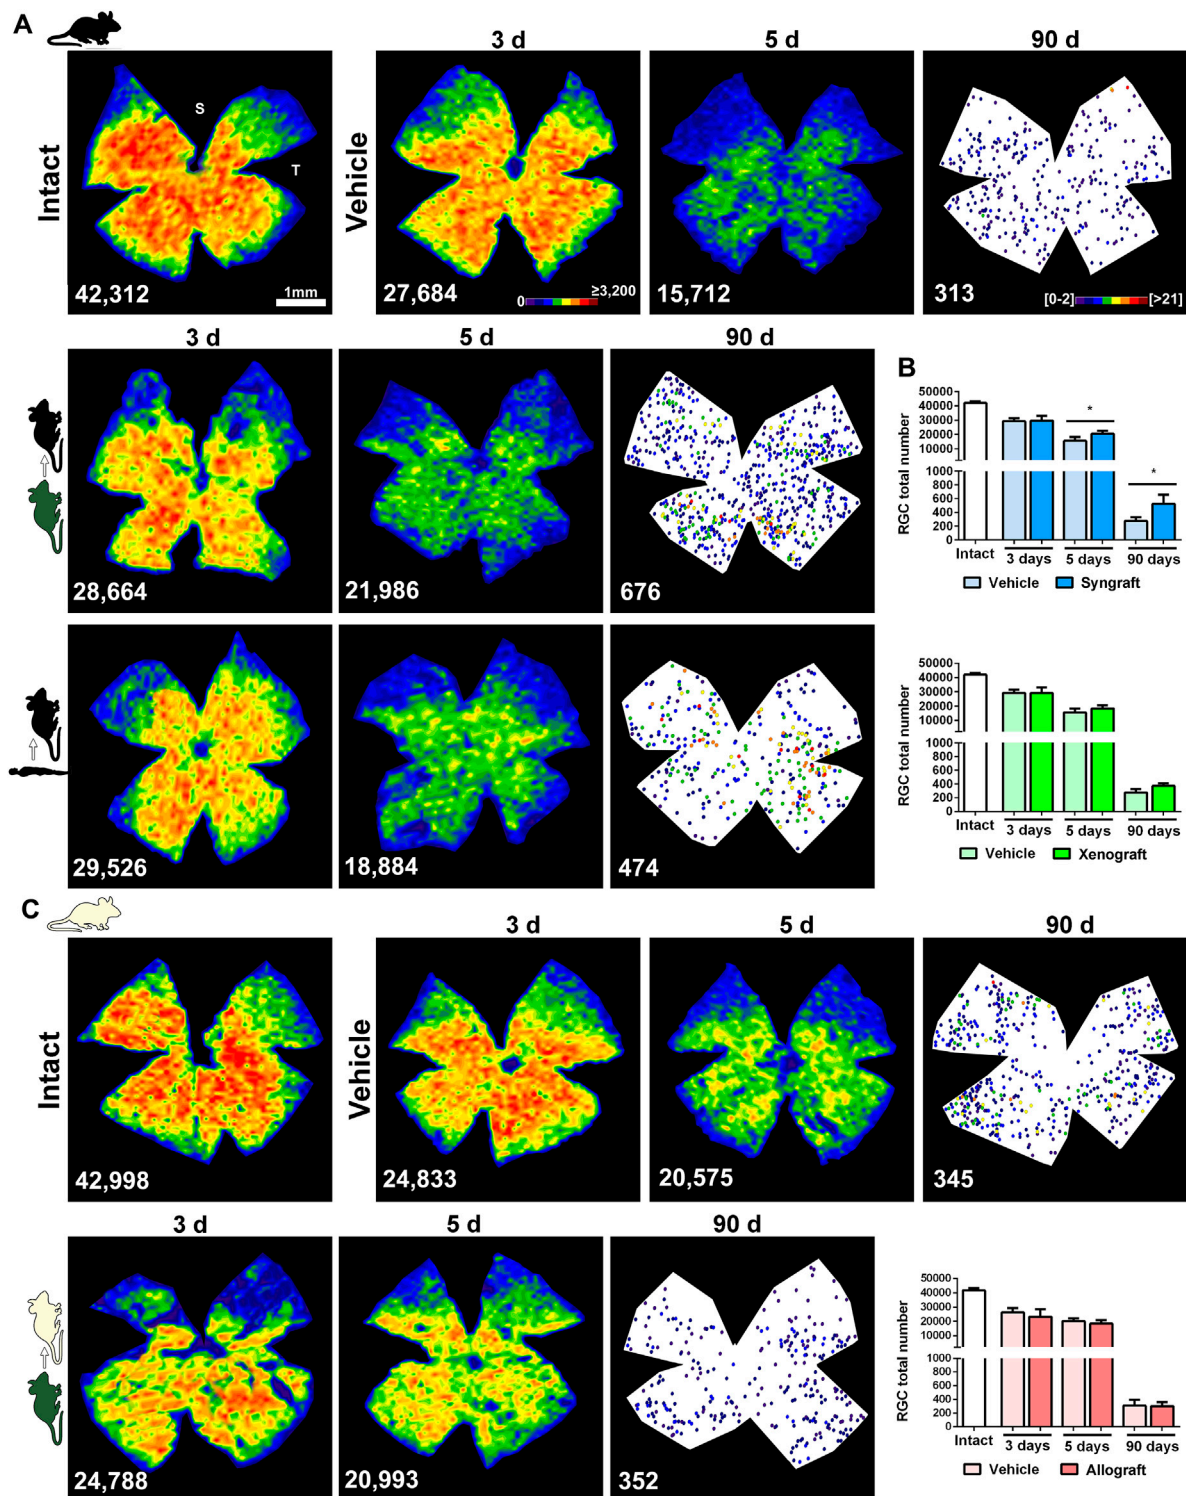 A
3 d
5 d
90 d
Intact
S
T
42,312
1mm
Vehicle
27,684
0
≥3,200
15,712
313
[0-2]
[>21]
3 d
5 d
90 d
28,664
21,986
676
29,526
18,884
474
B
RGC total number
50000
40000
30000
20000
10000
1000
800
600
400
200
0
*
*
Intact
3 days
5 days
90 days
Vehicle
Syngraft
RGC total number
50000
40000
30000
20000
10000
1000
800
600
400
200
0
Intact
3 days
5 days
90 days
Vehicle
Xenograft
C
3 d
5 d
90 d
Intact
42,998
Vehicle
24,833
20,575
345
3 d
5 d
90 d
24,788
20,993
352
RGC total number
50000
40000
30000
20000
10000
1000
800
600
400
200
0
Intact
3 days
5 days
90 days
Vehicle
Allograft